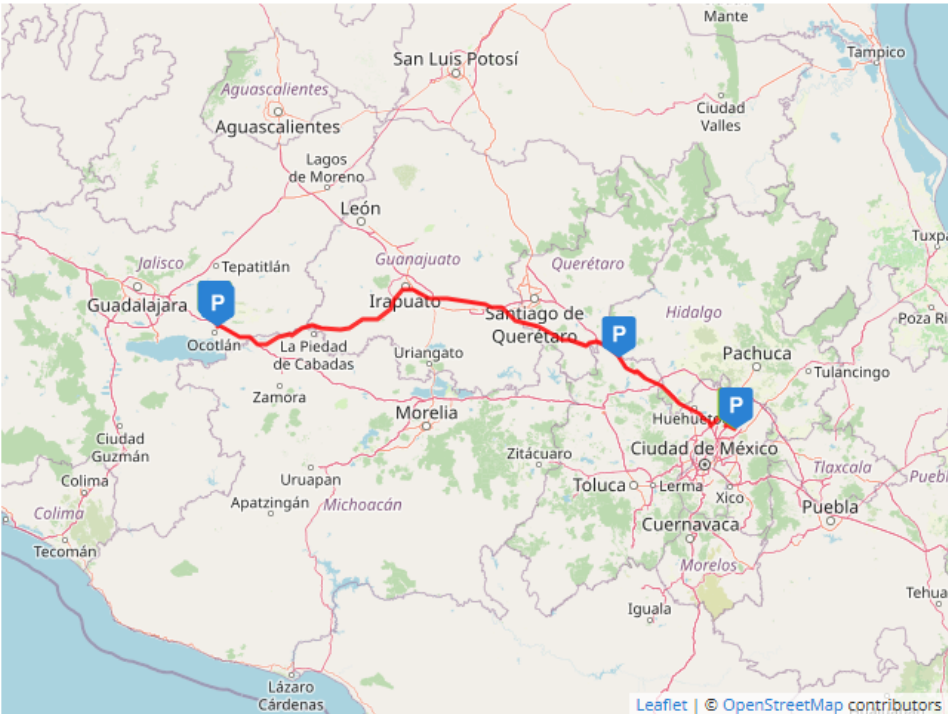 Mante
Tampico
San Luis Potosí
Aguascalientes
Ciudad
Valles
Aguascalientes
Lagos
de Moreno
León
Jalisco
Tepatitlán
Guanajuato
Querétaro
P
Guadalajara
Irapuato
Santiago de
Querétaro
Hidalgo
Ocotlán
La Piedad
de Cabadas
Uriangato
P
Pachuca
Tulancingo
Zamora
Morelia
P
Huehueto
Ciudad
Guzmán
Zitácuaro
Ciudad de México
Tlaxcala
Colima
Uruapan
Toluca
Lerma
Xico
Apatzingán
Michoacán
Puebla
Colima
Cuernavaca
Tecomán
Morelos
Iguala
Tehua
Lázaro
Cárdenas
Tuxpa
Poza Ri
Puebl
Leaflet | © OpenStreetMap contributors